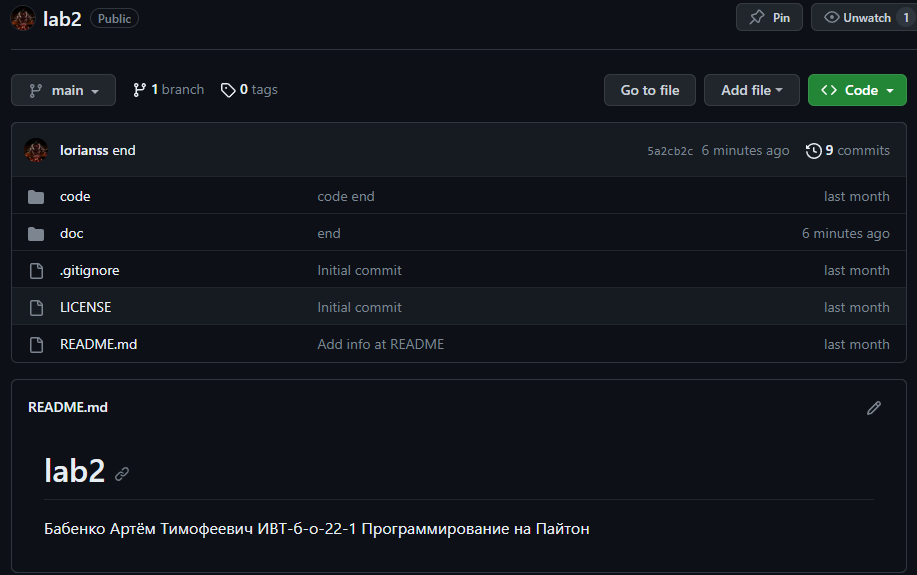 lab2 Public Pin Unwatch 1
main 1 branch 0 tags Go to file Add file Code
lorianss end 5a2cb2c 6 minutes ago 9 commits
code code end last month
doc end 6 minutes ago
.gitignore Initial commit last month
LICENSE Initial commit last month
README.md Add info at README last month
README.md
lab2
Бабенко Артём Тимофеевич ИВТ-б-о-22-1 Программирование на Пайтон